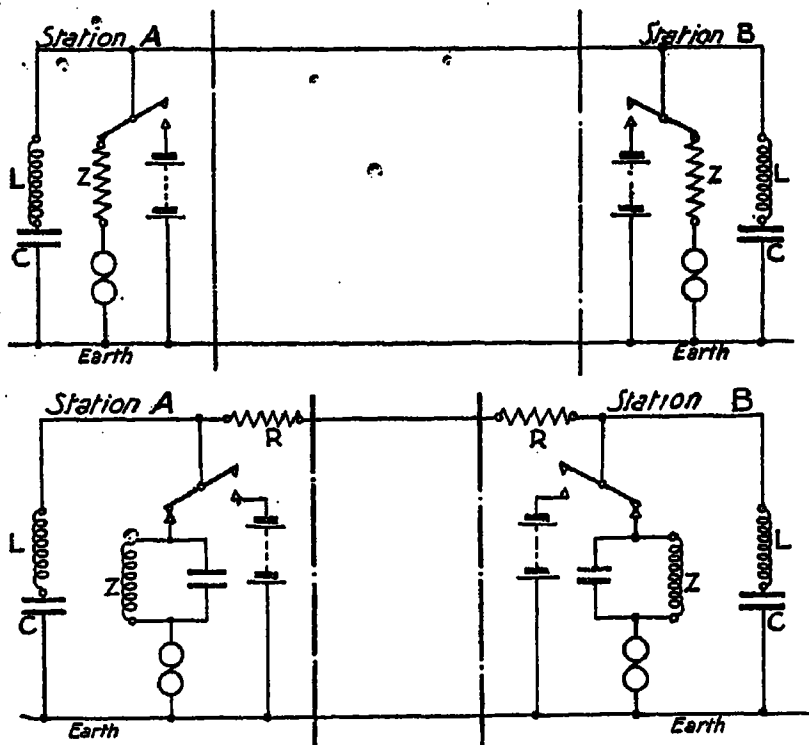 Station A Station B
L Z Z L
C C
Earth Earth
Station A Station B
R R
L Z Z L
C C
Earth Earth